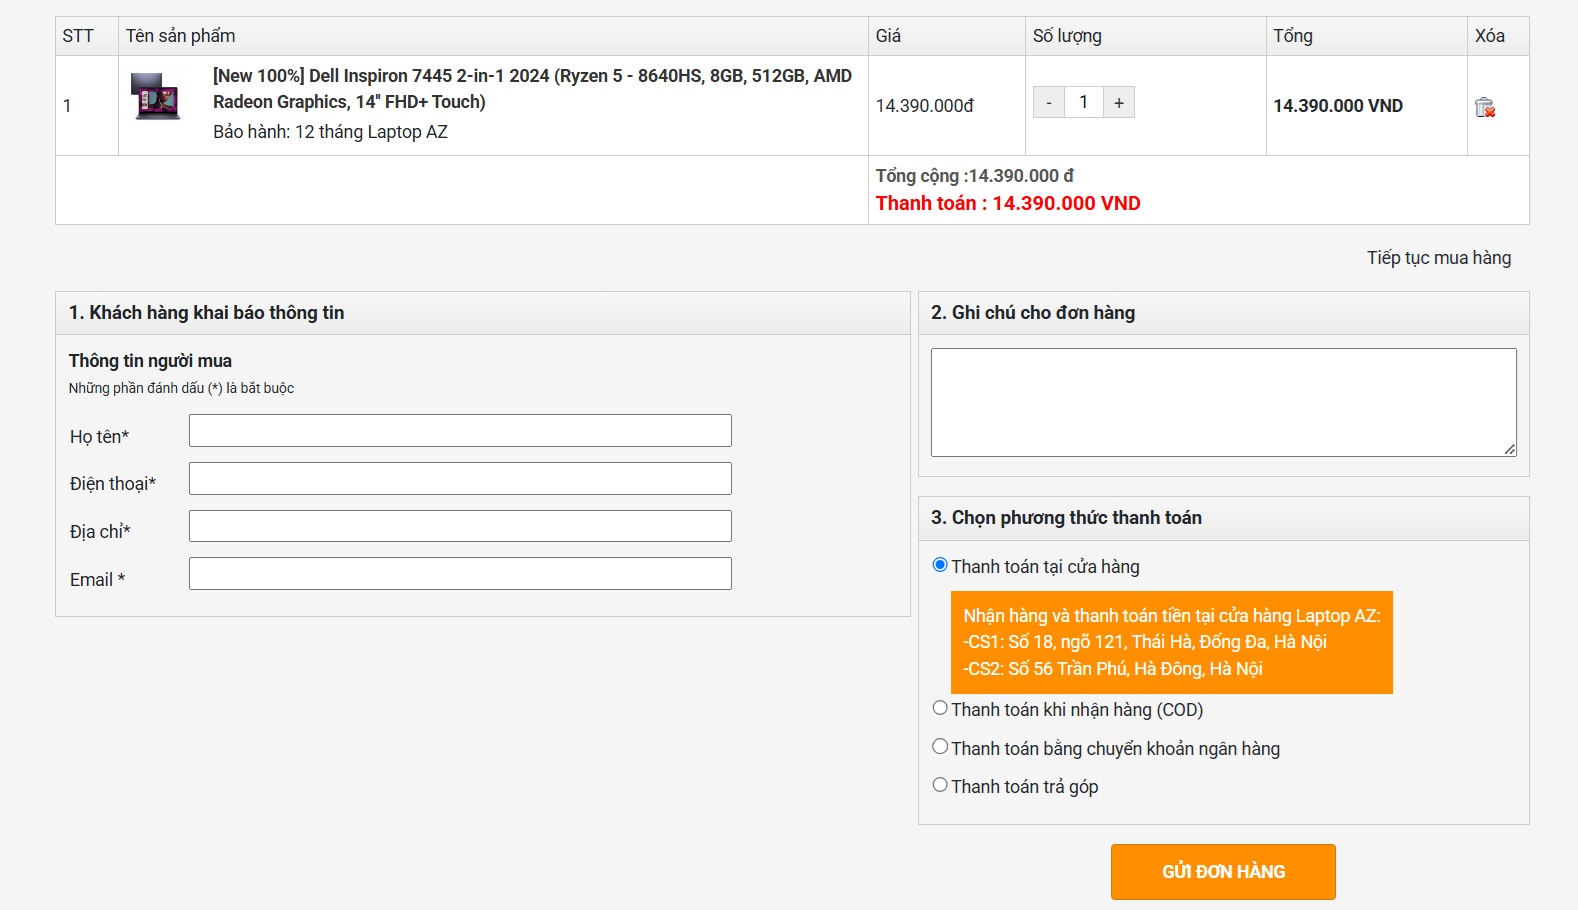 STT Tên sản phẩm Giá Số lượng Tổng Xóa
1
[New 100%] Dell Inspiron 7445 2-in-1 2024 (Ryzen 5 - 8640HS, 8GB, 512GB, AMD
Radeon Graphics, 14" FHD+ Touch)
Bảo hành: 12 tháng Laptop AZ
14.390.000đ
- 1 +
14.390.000 VND
Tổng cộng :14.390.000 đ
Thanh toán : 14.390.000 VND
Tiếp tục mua hàng
1. Khách hàng khai báo thông tin
Thông tin người mua
Những phần đánh dấu (*) là bắt buộc
Họ tên*
Điện thoại*
Địa chỉ*
Email *
2. Ghi chú cho đơn hàng
3. Chọn phương thức thanh toán
Thanh toán tại cửa hàng
Nhận hàng và thanh toán tiền tại cửa hàng Laptop AZ:
-CS1: Số 18, ngõ 121, Thái Hà, Đống Đa, Hà Nội
-CS2: Số 56 Trần Phú, Hà Đông, Hà Nội
Thanh toán khi nhận hàng (COD)
Thanh toán bằng chuyển khoản ngân hàng
Thanh toán trả góp
GỬI ĐƠN HÀNG